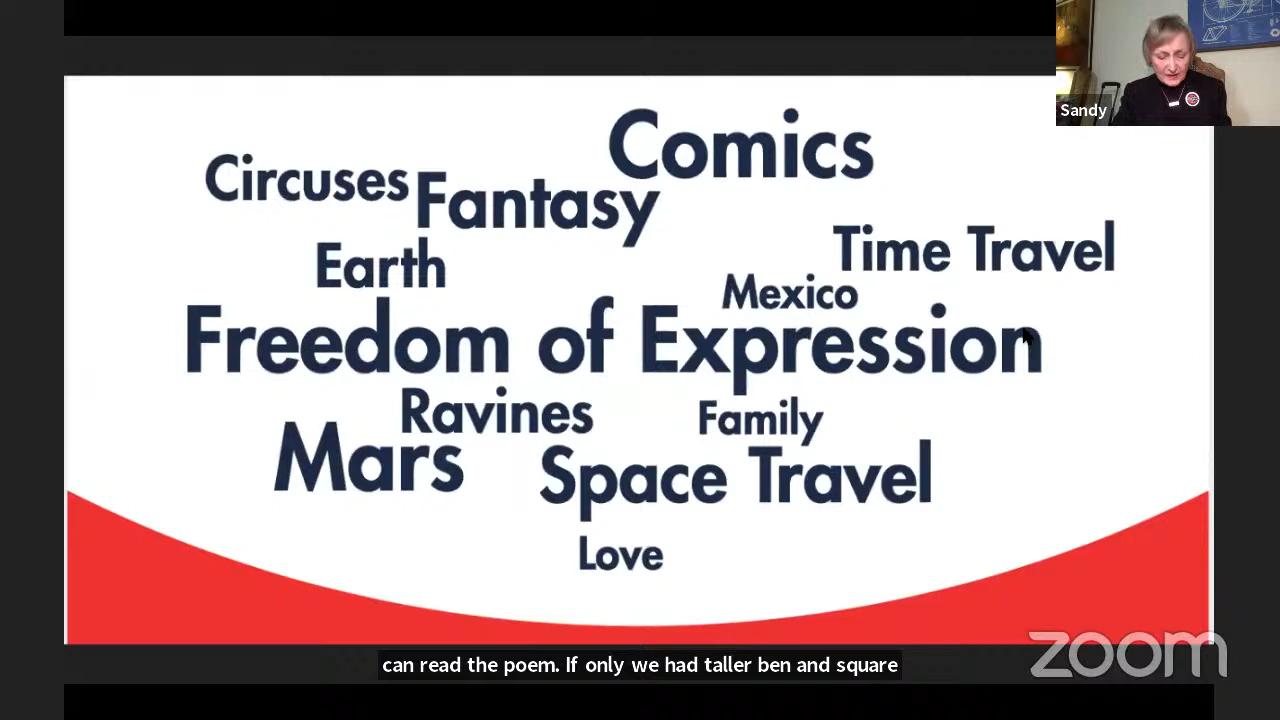 Sandy
Comics
Circuses
Fantasy
Time Travel
Earth
Mexico
Freedom of Expression
Ravines
Family
Mars
Space Travel
Love
zoom
can read the poem. If only we had taller ben and square